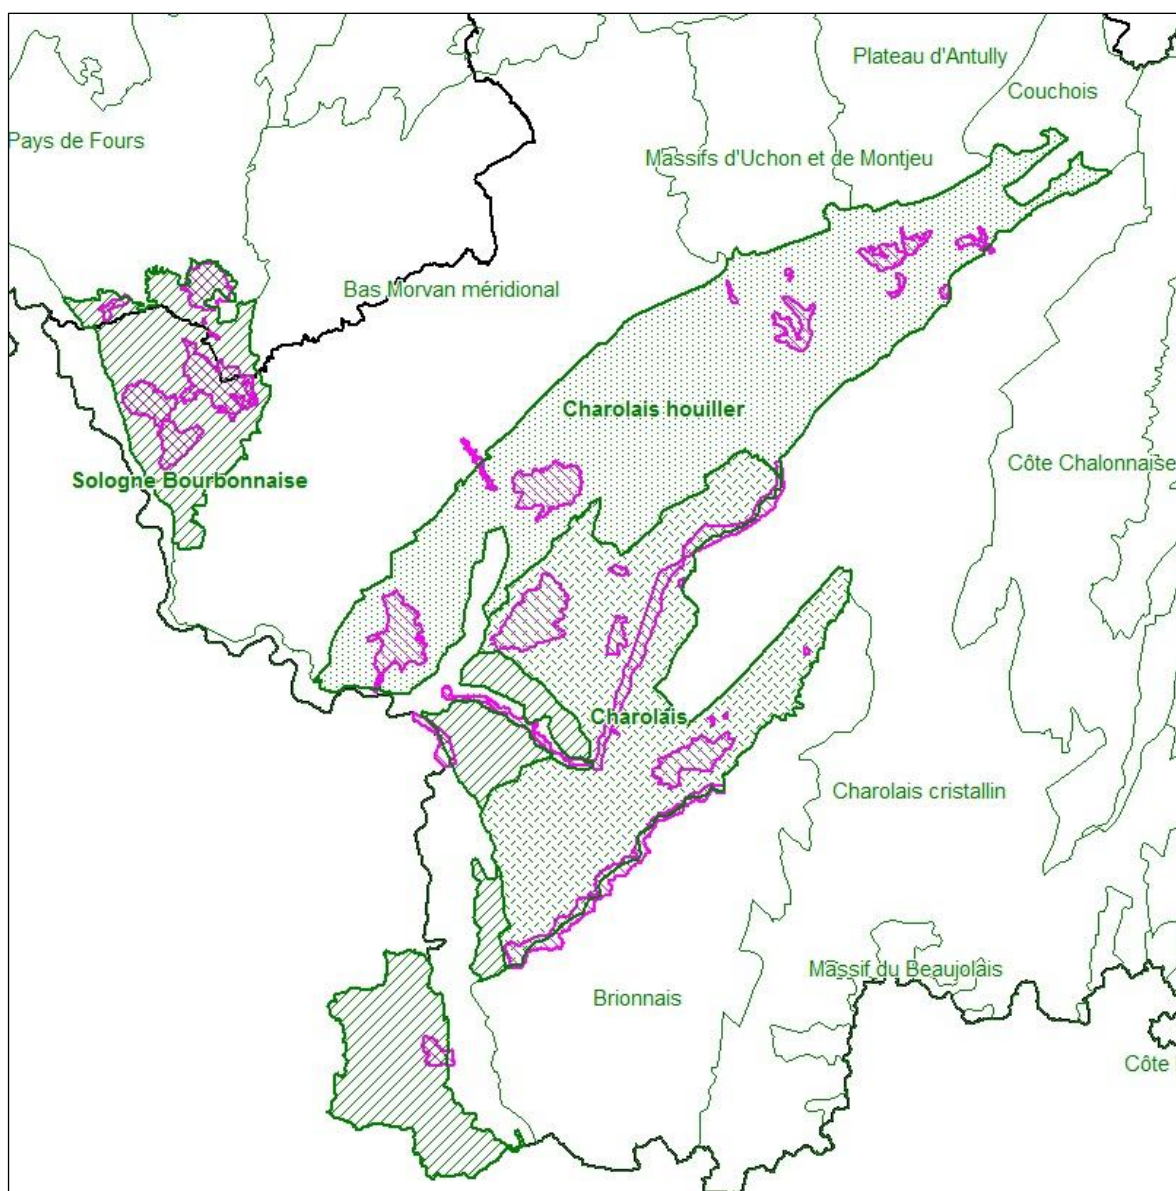 Plateau d'Antully
Couchois
Pays de Fours
Massifs d'Uchon et de Montjeu
Bas Morvan méridional
Charolais houiller
Côte Chalonnaise
Sologne Bourbonnaise
Charolais
Charolais cristallin
Massif du Beaujolais
Brionnais
Côte